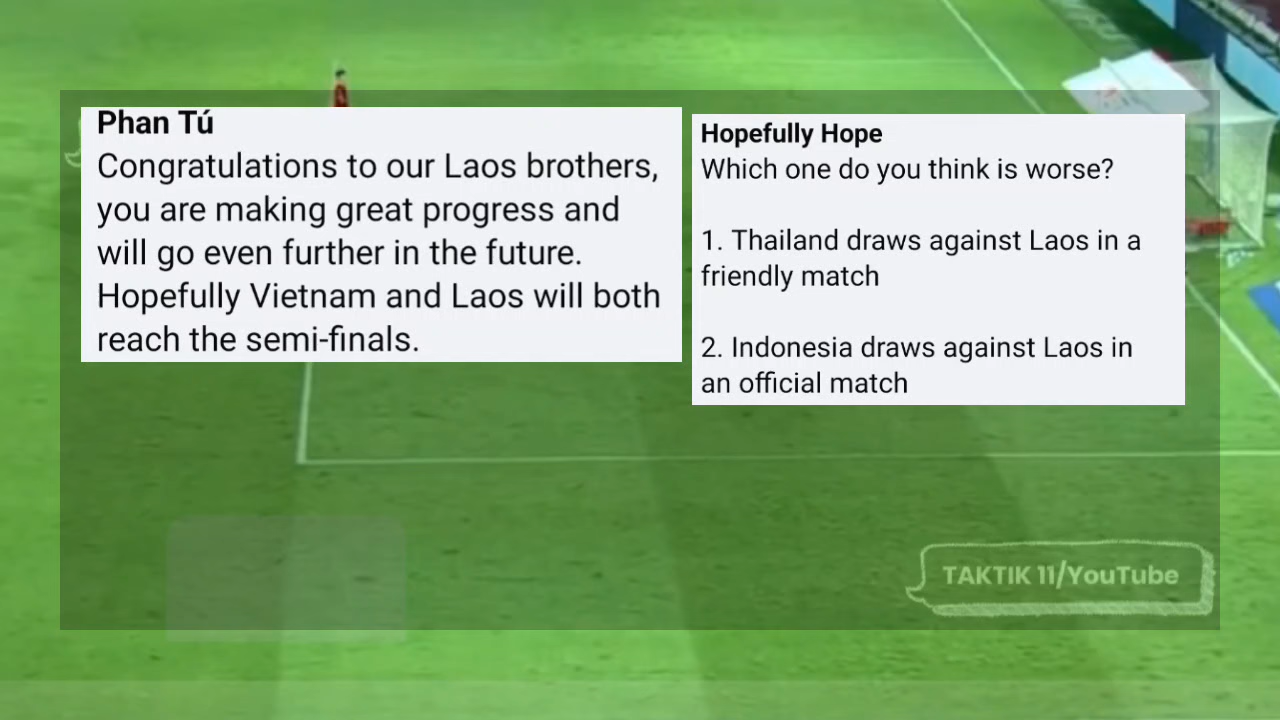 Phan Tú
Congratulations to our Laos brothers,
you are making great progress and
will go even further in the future.
Hopefully Vietnam and Laos will both
reach the semi-finals.
Hopefully Hope
Which one do you think is worse?
1. Thailand draws against Laos in a
friendly match
2. Indonesia draws against Laos in
an official match
TAKTIK 11/YouTube